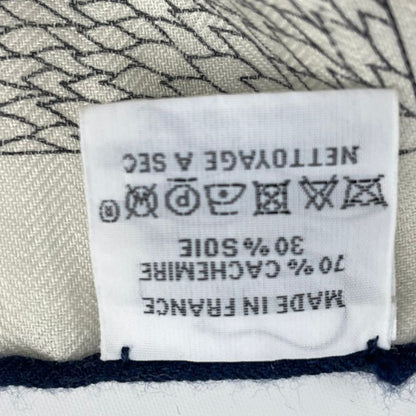 MADE IN FRANCE
70% CACHEMIRE
30% SOIE
P W ®
NETTOYAGE A SEC